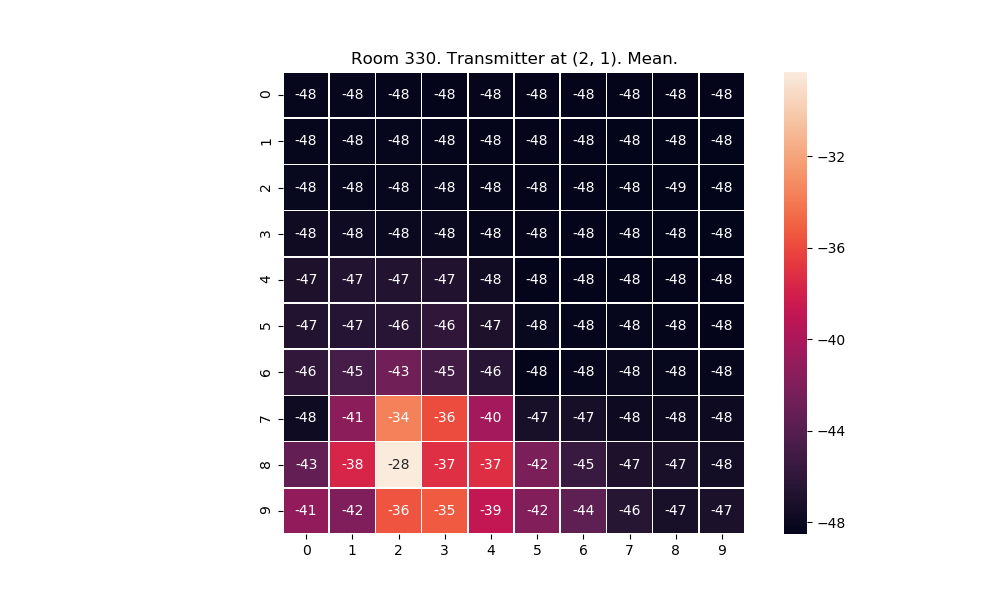 Room 330. Transmitter at (2, 1). Mean.
0 -48 -48 -48 -48 -48 -48 -48 -48 -48 -48
1 -48 -48 -48 -48 -48 -48 -48 -48 -48 -48
2 -48 -48 -48 -48 -48 -48 -48 -48 -49 -48
3 -48 -48 -48 -48 -48 -48 -48 -48 -48 -48
4 -47 -47 -47 -47 -48 -48 -48 -48 -48 -48
5 -47 -47 -46 -46 -47 -48 -48 -48 -48 -48
6 -46 -45 -43 -45 -46 -48 -48 -48 -48 -48
7 -48 -41 -34 -36 -40 -47 -47 -48 -48 -48
8 -43 -38 -28 -37 -37 -42 -45 -47 -47 -48
9 -41 -42 -36 -35 -39 -42 -44 -46 -47 -47
0 1 2 3 4 5 6 7 8 9
−32
−36
−40
−44
−48